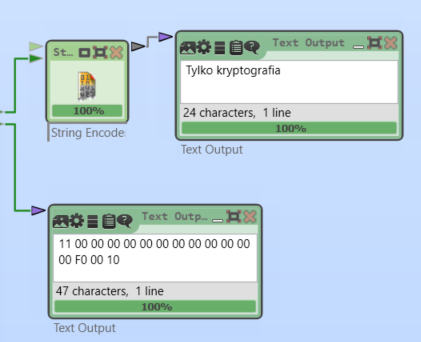 St...
Text Output
Tylko kryptografia
100%
24 characters, 1 line
String Encode
100%
Text Output
Text Outp...
11 00 00 00 00 00 00 00 00 00 00 00
00 F0 00 10
47 characters, 1 line
100%
Text Output